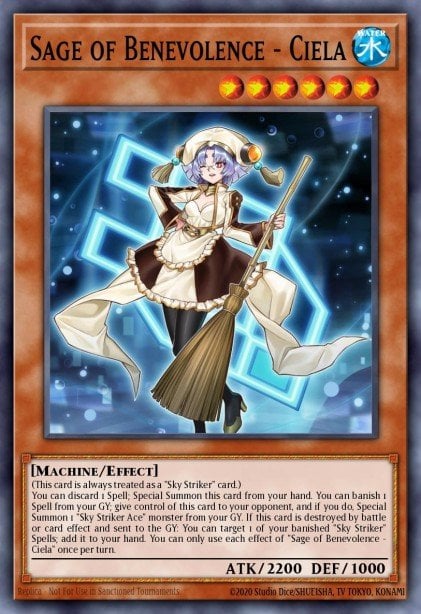 Sage of Benevolence - Ciela
WATER
水
[Machine/Effect]
(This card is always treated as a "Sky Striker" card.)
You can discard 1 Spell; Special Summon this card from your hand. You can banish 1
Spell from your GY; give control of this card to your opponent, and if you do, Special
Summon 1 "Sky Striker Ace" monster from your GY. If this card is destroyed by battle
or card effect and sent to the GY: You can target 1 of your banished "Sky Striker"
Spells; add it to your hand. You can only use each effect of "Sage of Benevolence -
Ciela" once per turn.
ATK/2200 DEF/1000
Replica - Not For Use in Sanctioned Tournaments
©2020 Studio Dice/SHUEISHA, TV TOKYO, KONAMI